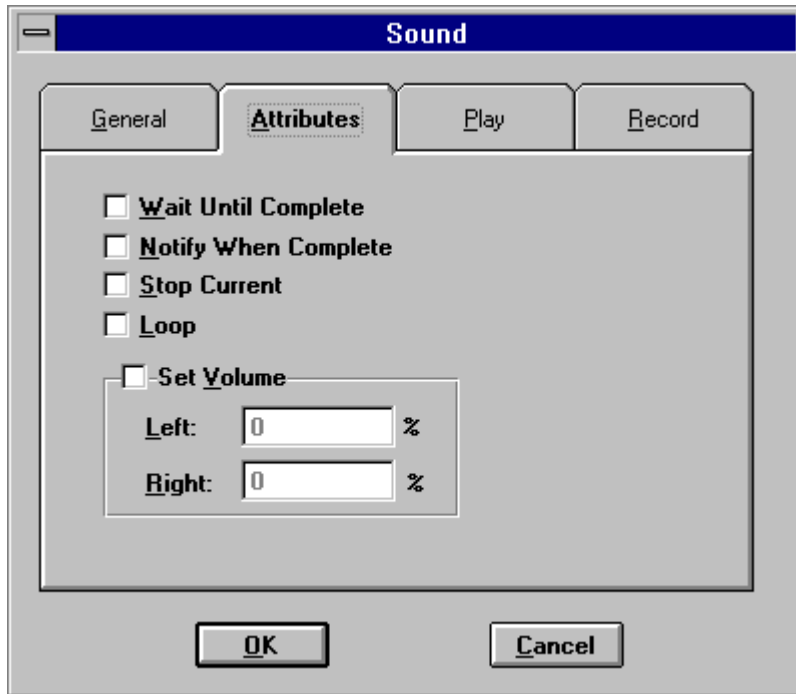 Sound
General Attributes Play Record
Wait Until Complete
Notify When Complete
Stop Current
Loop
Set Volume
Left: 0 %
Right: 0 %
OK Cancel